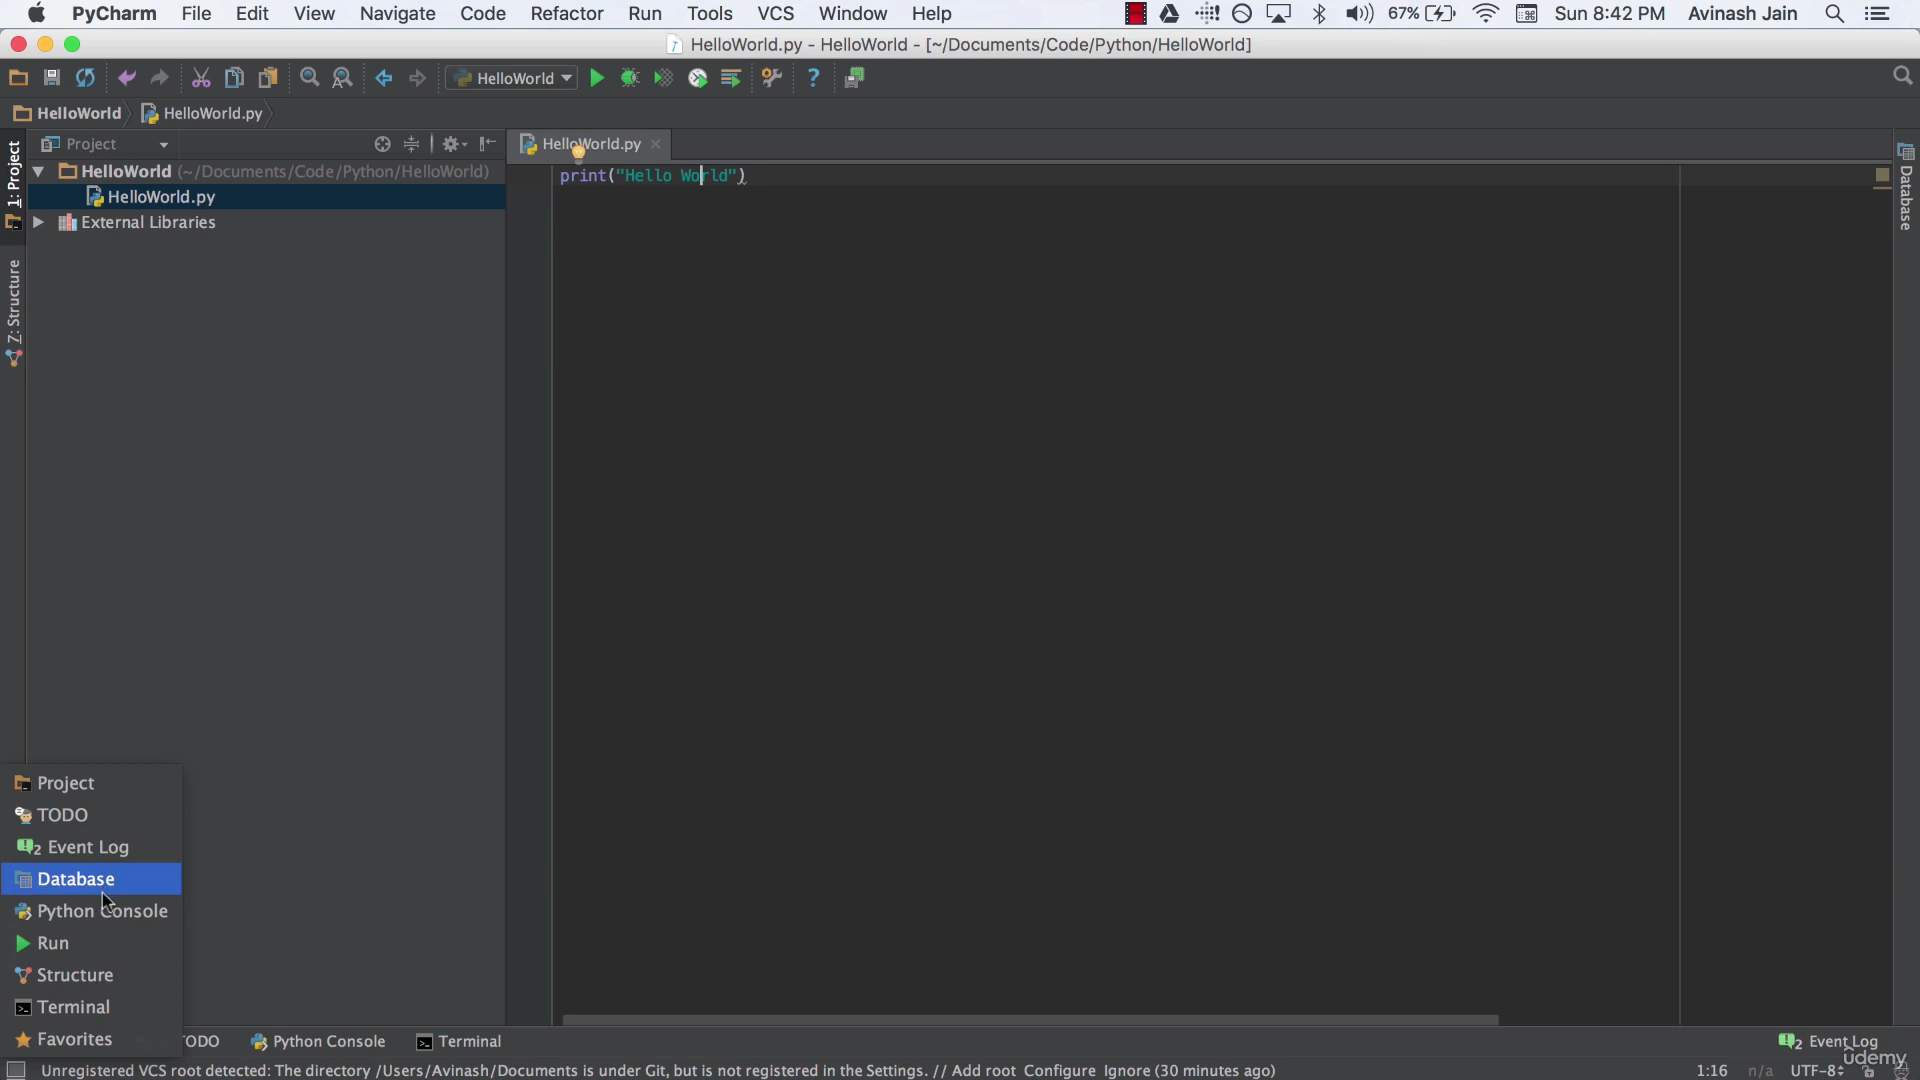 PyCharm File Edit View Navigate Code Refactor Run Tools VCS Window Help 67% Sun 8:42 PM Avinash Jain
HelloWorld.py - HelloWorld - [~/Documents/Code/Python/HelloWorld]
HelloWorld
HelloWorld HelloWorld.py
1: Project
Z: Structure
Project
HelloWorld (~/Documents/Code/Python/HelloWorld)
HelloWorld.py
External Libraries
HelloWorld.py
print("Hello World")
Database
Project
TODO
2 Event Log
Database
Python Console
Run
Structure
Terminal
Favorites
TODO Python Console Terminal 2 Event Log
Unregistered VCS root detected: The directory /Users/Avinash/Documents is under Git, but is not registered in the Settings. // Add root Configure Ignore (30 minutes ago) 1:16 n/a UTF-8
udemy